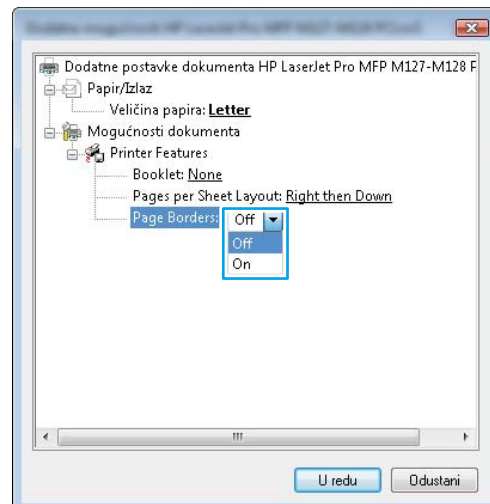 Dodatne postavke dokumenta HP LaserJet Pro MFP M127-M128 P
Papir/Izlaz
Veličina papira: Letter
Mogućnosti dokumenta
Printer Features
Booklet: None
Pages per Sheet Layout: Right then Down
Page Borders: Off
Off
On
U redu Odustani